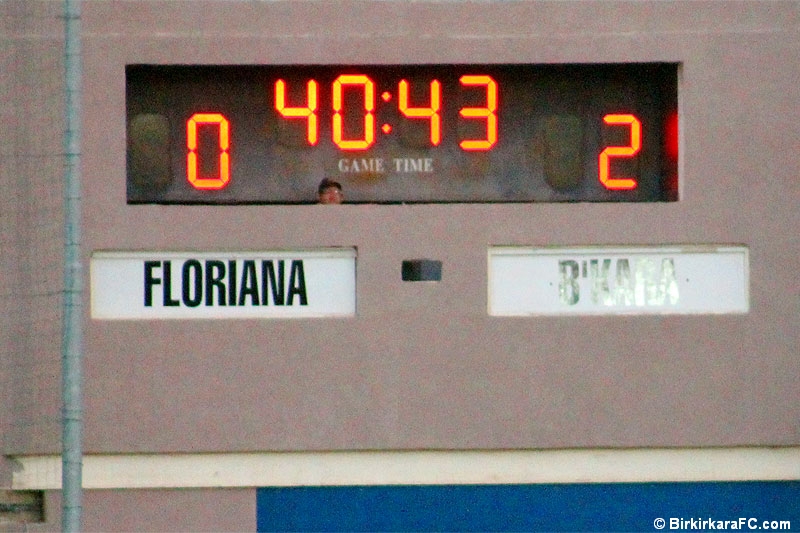 0 40:43 2
GAME TIME
FLORIANA B'KARA
© BirkirkaraFC.com